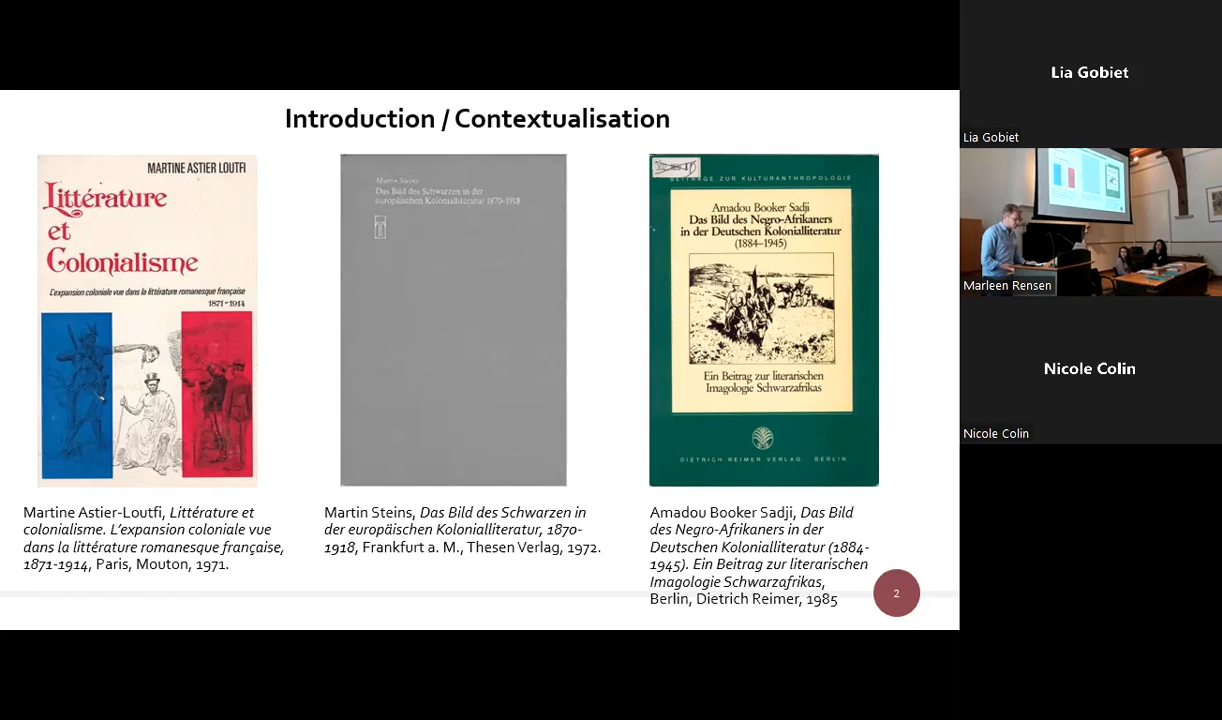 Introduction / Contextualisation
MARTINE ASTIER LOUTFI
Littérature
et
Colonialisme
L'expansion coloniale vue dans la littérature romanesque française
1871-1914
Martine Astier-Loutfi, Littérature et
colonialisme. L'expansion coloniale vue
dans la littérature romanesque française,
1871-1914, Paris, Mouton, 1971.
Martin Steins
Das Bild des Schwarzen in der
europäischen Kolonialliteratur 1870-1918
Martin Steins, Das Bild des Schwarzen in
der europäischen Kolonialliteratur, 1870-
1918, Frankfurt a. M., Thesen Verlag, 1972.
BEITRÄGE ZUR KULTURANTHROPOLOGIE
Amadou Booker Sadji
Das Bild des Negro-Afrikaners
in der Deutschen Kolonialliteratur
(1884–1945)
Ein Beitrag zur literarischen
Imagologie Schwarzafrikas
DIETRICH REIMER VERLAG BERLIN
Amadou Booker Sadji, Das Bild
des Negro-Afrikaners in der
Deutschen Kolonialliteratur (1884-
1945). Ein Beitrag zur literarischen
Imagologie Schwarzafrikas,
Berlin, Dietrich Reimer, 1985
2
Lia Gobiet
Lia Gobiet
Marleen Rensen
Nicole Colin
Nicole Colin